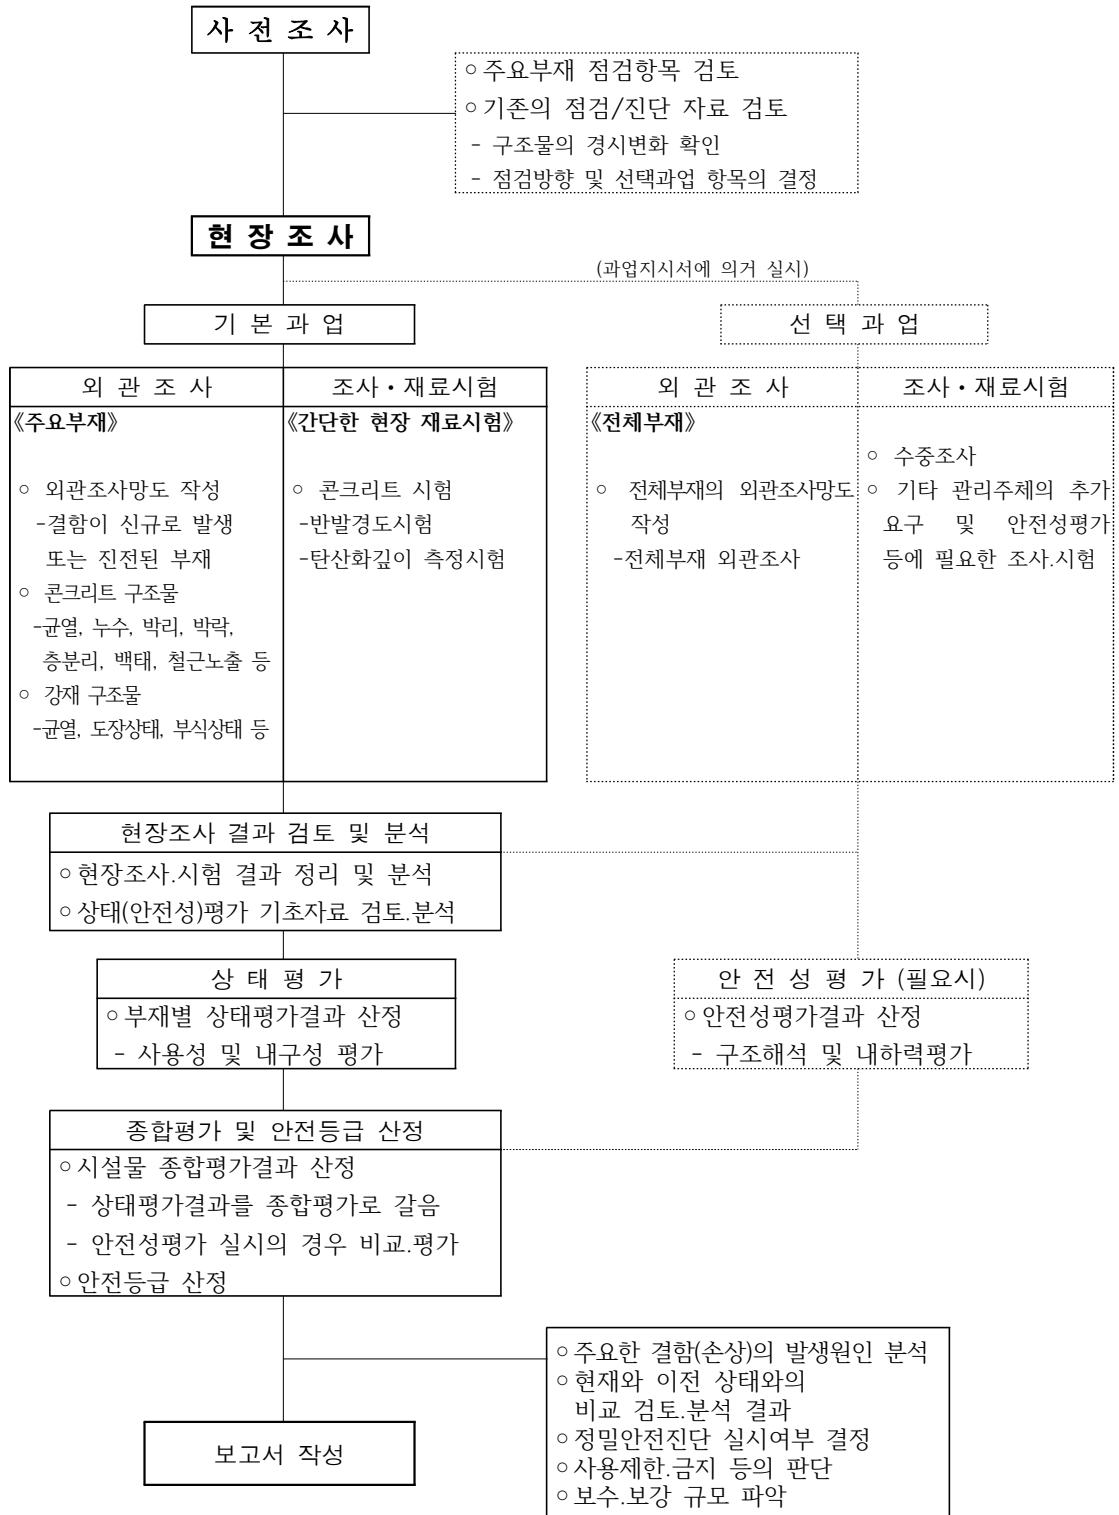 사 전 조 사
○ 주요부재 점검항목 검토
○ 기존의 점검/진단 자료 검토
- 구조물의 경시변화 확인
- 점검방향 및 선택과업 항목의 결정
현 장 조 사
(과업지시서에 의거 실시)
기 본 과 업
선 택 과 업
외 관 조 사
조사・재료시험
《주요부재》
《간단한 현장 재료시험》
○ 외관조사망도 작성
-결함이 신규로 발생
또는 진전된 부재
○ 콘크리트 구조물
-균열, 누수, 박리, 박락,
층분리, 백태, 철근노출 등
○ 강재 구조물
-균열, 도장상태, 부식상태 등
○ 콘크리트 시험
-반발경도시험
-탄산화깊이 측정시험
외 관 조 사
조사・재료시험
《전체부재》
○ 전체부재의 외관조사망도
작성
-전체부재 외관조사
○ 수중조사
○ 기타 관리주체의 추가
요구 및 안전성평가
등에 필요한 조사.시험
현장조사 결과 검토 및 분석
○현장조사.시험 결과 정리 및 분석
○상태(안전성)평가 기초자료 검토.분석
상 태 평 가
○부재별 상태평가결과 산정
- 사용성 및 내구성 평가
안 전 성 평 가 (필요시)
○안전성평가결과 산정
- 구조해석 및 내하력평가
종합평가 및 안전등급 산정
○시설물 종합평가결과 산정
- 상태평가결과를 종합평가로 갈음
- 안전성평가 실시의 경우 비교.평가
○안전등급 산정
○주요한 결함(손상)의 발생원인 분석
○현재와 이전 상태와의
비교 검토.분석 결과
○정밀안전진단 실시여부 결정
○사용제한.금지 등의 판단
○보수.보강 규모 파악
보고서 작성